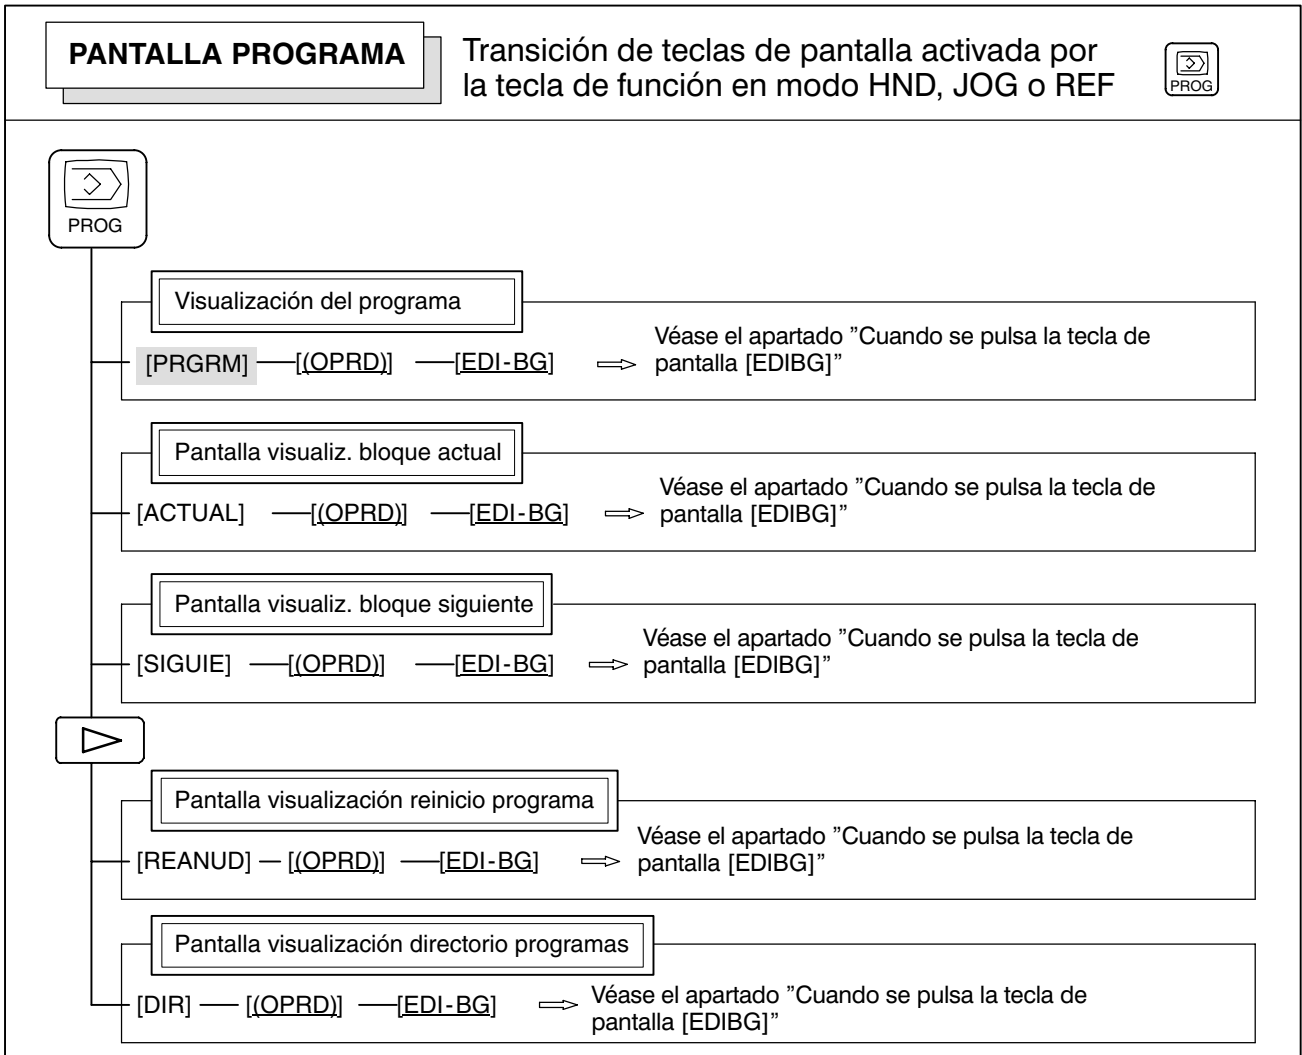 PANTALLA PROGRAMA
Transición de teclas de pantalla activada por
la tecla de función en modo HND, JOG o REF
PROG
PROG
Visualización del programa
[PRGRM] [(OPRD)] [EDI-BG]
Véase el apartado ”Cuando se pulsa la tecla de
pantalla [EDIBG]”
Pantalla visualiz. bloque actual
[ACTUAL] [(OPRD)] [EDI-BG]
Véase el apartado ”Cuando se pulsa la tecla de
pantalla [EDIBG]”
Pantalla visualiz. bloque siguiente
[SIGUIE] [(OPRD)] [EDI-BG]
Véase el apartado ”Cuando se pulsa la tecla de
pantalla [EDIBG]”
Pantalla visualización reinicio programa
[REANUD] [(OPRD)] [EDI-BG]
Véase el apartado ”Cuando se pulsa la tecla de
pantalla [EDIBG]”
Pantalla visualización directorio programas
[DIR] [(OPRD)] [EDI-BG]
Véase el apartado ”Cuando se pulsa la tecla de
pantalla [EDIBG]”